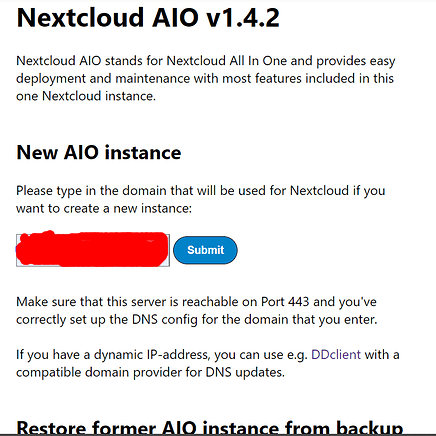 Nextcloud AIO v1.4.2
Nextcloud AIO stands for Nextcloud All In One and provides easy
deployment and maintenance with most features included in this
one Nextcloud instance.
New AIO instance
Please type in the domain that will be used for Nextcloud if you
want to create a new instance:
Submit
Make sure that this server is reachable on Port 443 and you've
correctly set up the DNS config for the domain that you enter.
If you have a dynamic IP-address, you can use e.g. DDclient with a
compatible domain provider for DNS updates.
Restore former AIO instance from backup